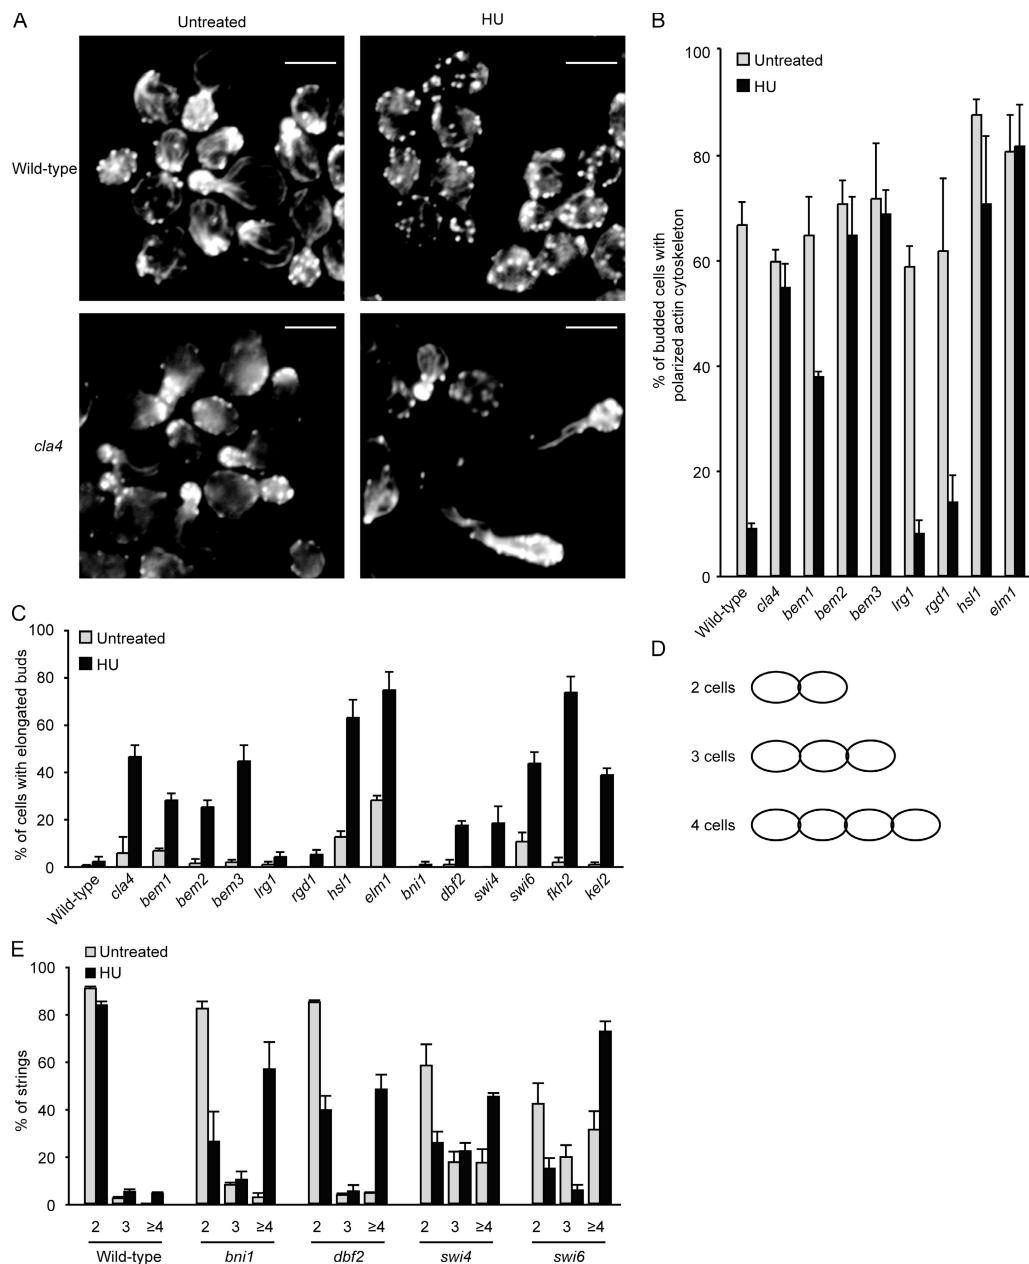 A
Untreated
HU
Wild-type
cla4
B
Untreated
HU
% of budded cells with
polarized actin cytoskeleton
100
80
60
40
20
0
Wild-type
cla4
bem1
bem2
bem3
lrg1
rgd1
hsl1
elm1
C
Untreated
HU
% of cells with elongated buds
100
80
60
40
20
0
Wild-type
cla4
bem1
bem2
bem3
lrg1
rgd1
hsl1
elm1
bni1
dbf2
swi4
swi6
fkh2
kel2
D
2 cells
3 cells
4 cells
E
Untreated
HU
% of strings
100
80
60
40
20
0
2 3 ≥4 2 3 ≥4 2 3 ≥4 2 3 ≥4 2 3 ≥4
Wild-type bni1 dbf2 swi4 swi6